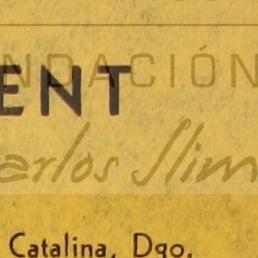 NDACIÓN
ENT
arlos Slim
Catalina, Dgo.